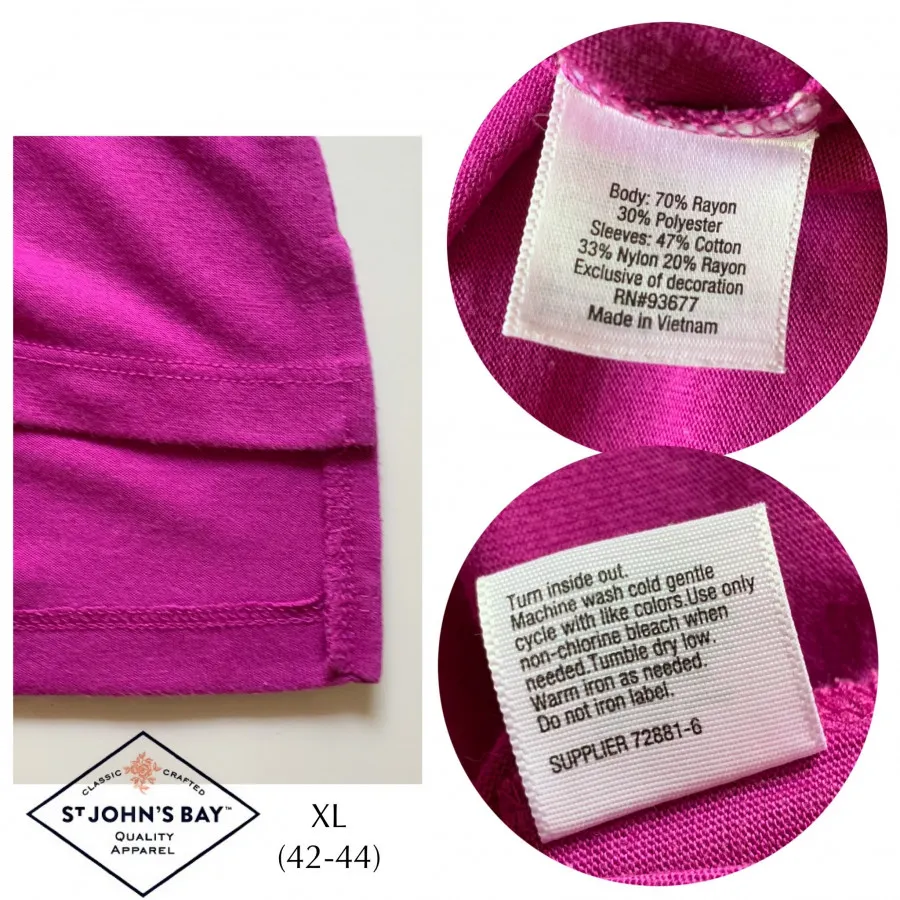 Body: 70% Rayon
30% Polyester
Sleeves: 47% Cotton
33% Nylon 20% Rayon
Exclusive of decoration
RN#93677
Made in Vietnam
Turn inside out.
Machine wash cold gentle
cycle with like colors.Use only
non-chlorine bleach when
needed.Tumble dry low.
Warm iron as needed.
Do not iron label.
SUPPLIER 72881-6
CLASSIC CRAFTED
ST JOHN'S BAY™
QUALITY
APPAREL
XL
(42-44)